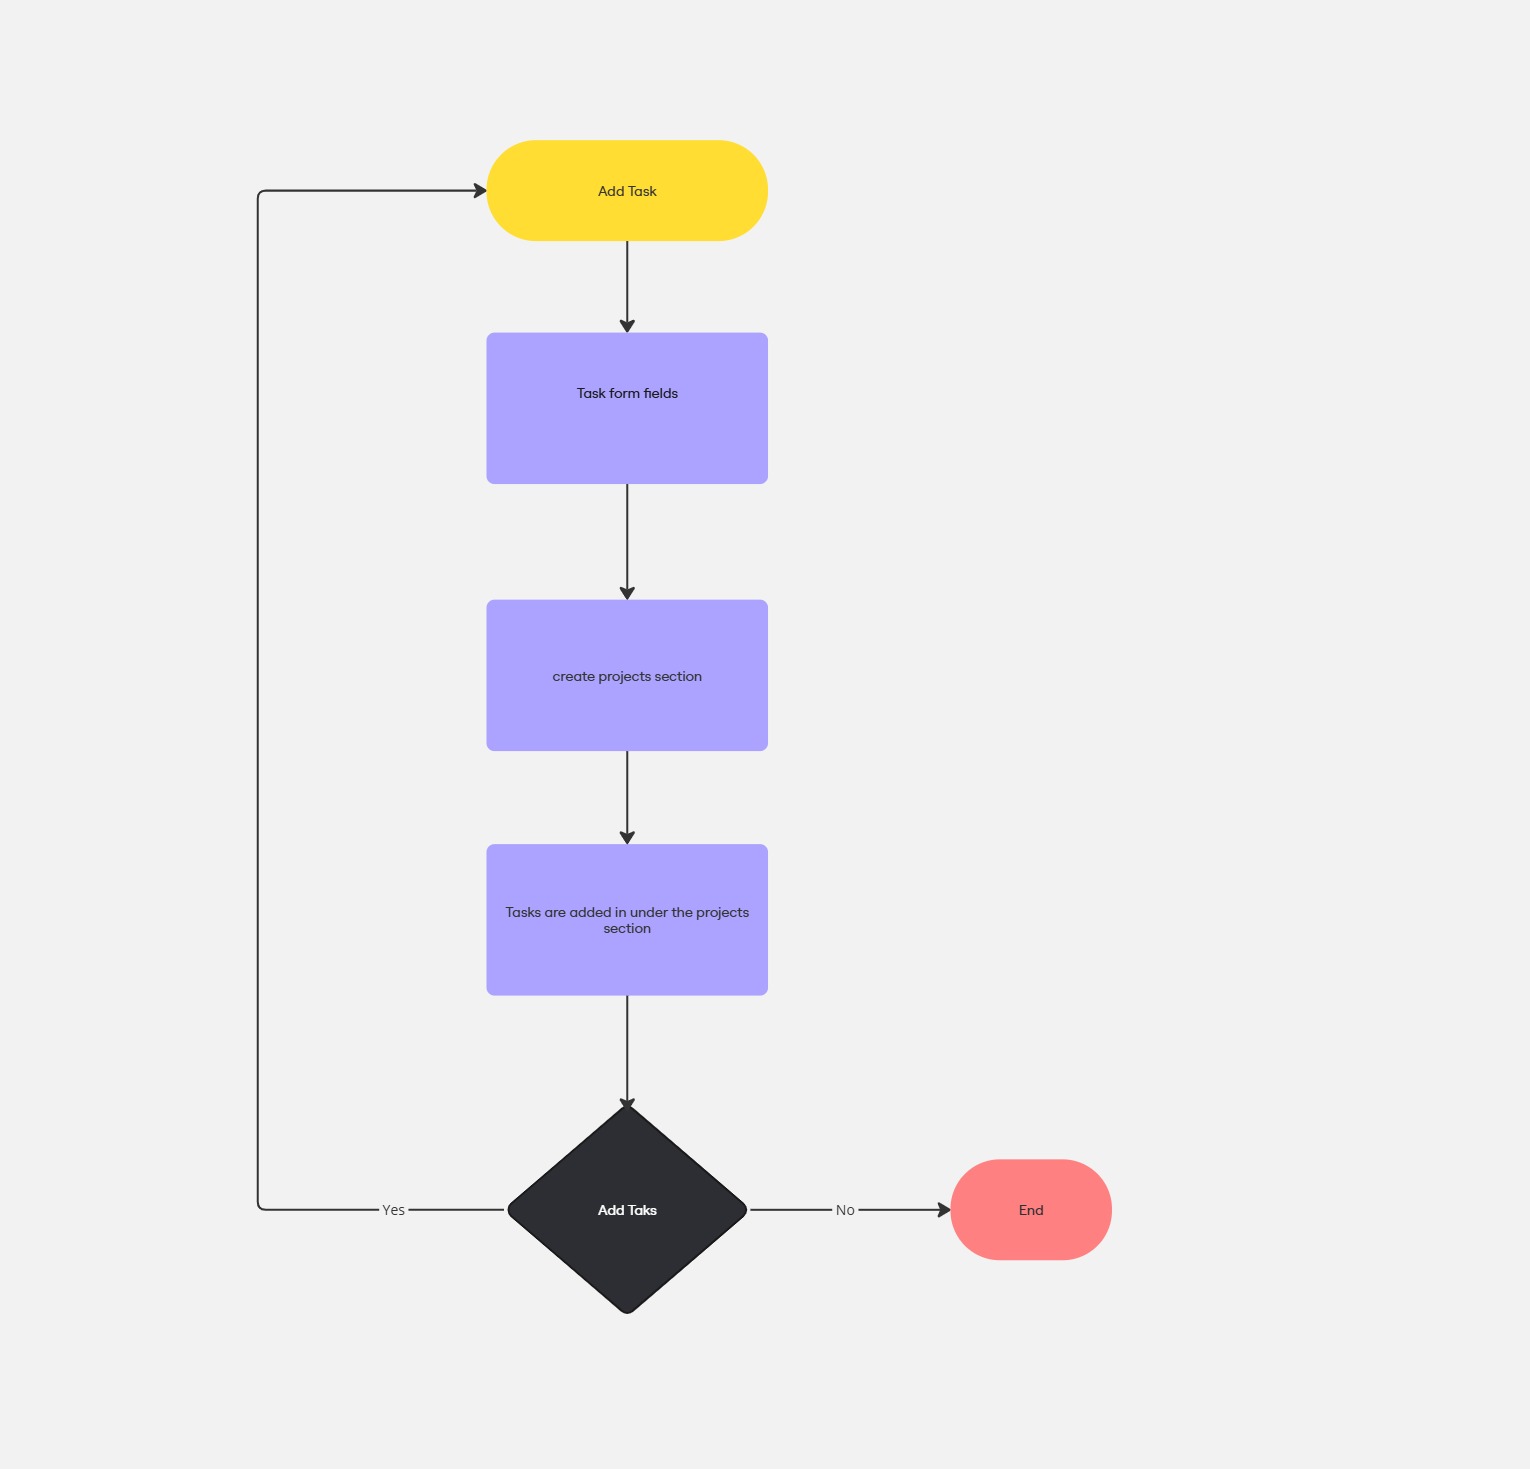 Add Task
Task form fields
create projects section
Tasks are added in under the projects
section
Yes
Add Taks
No
End